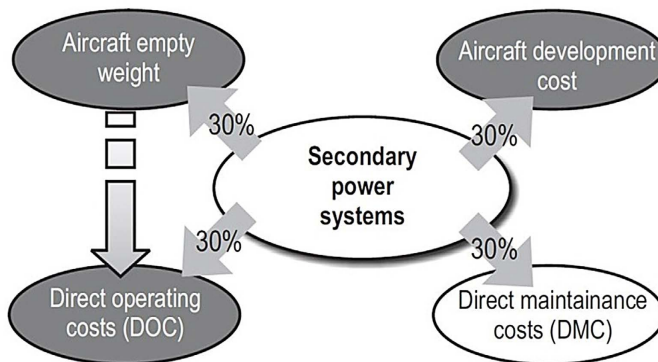 Aircraft empty
weight
Aircraft development
cost
30%
30%
Secondary
power
systems
30%
30%
Direct operating
costs (DOC)
Direct maintainance
costs (DMC)